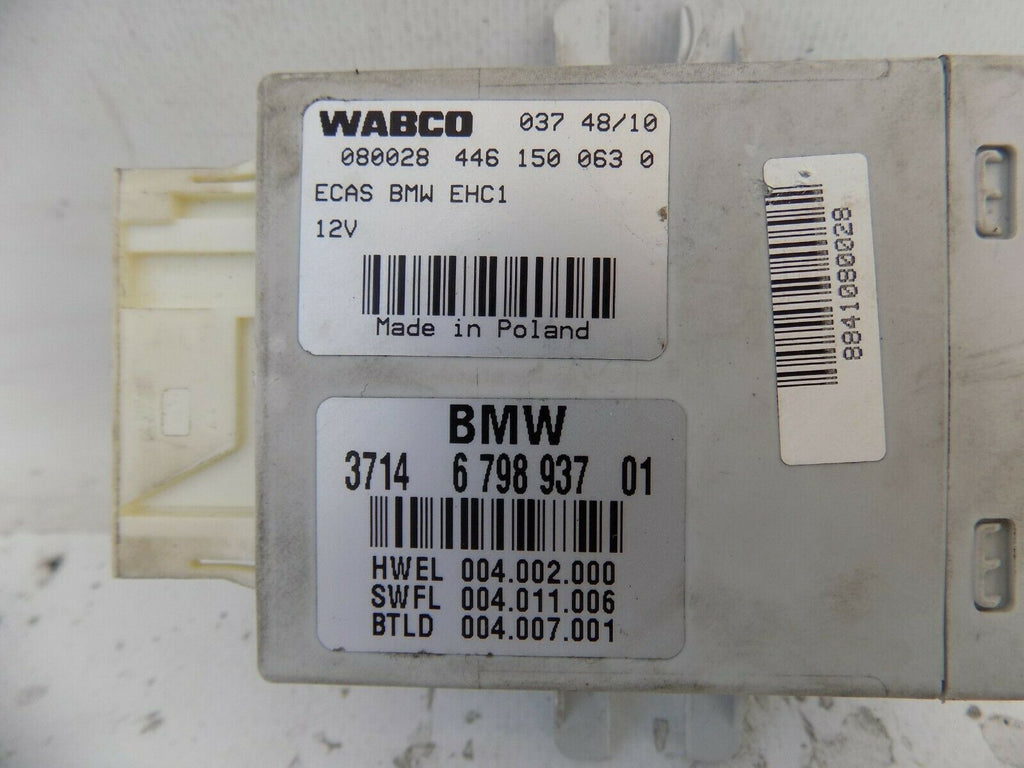 WABCO 037 48/10
080028 446 150 063 0
ECAS BMW EHC1
12V
Made in Poland
8841080028
BMW
3714 6 798 937 01
HWEL 004.002.000
SWFL 004.011.006
BTLD 004.007.001